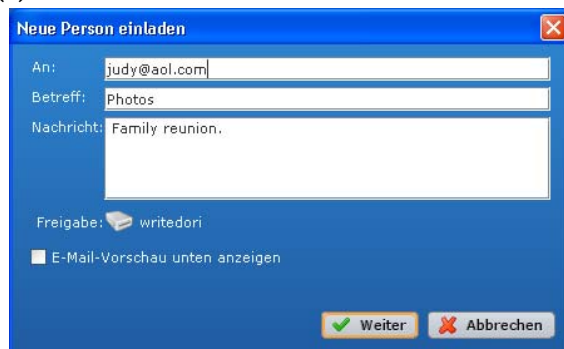 Neue Person einladen
An: judy@aol.com
Betreff: Photos
Nachricht: Family reunion.
Freigabe: writedori
E-Mail-Vorschau unten anzeigen
Weiter Abbrechen